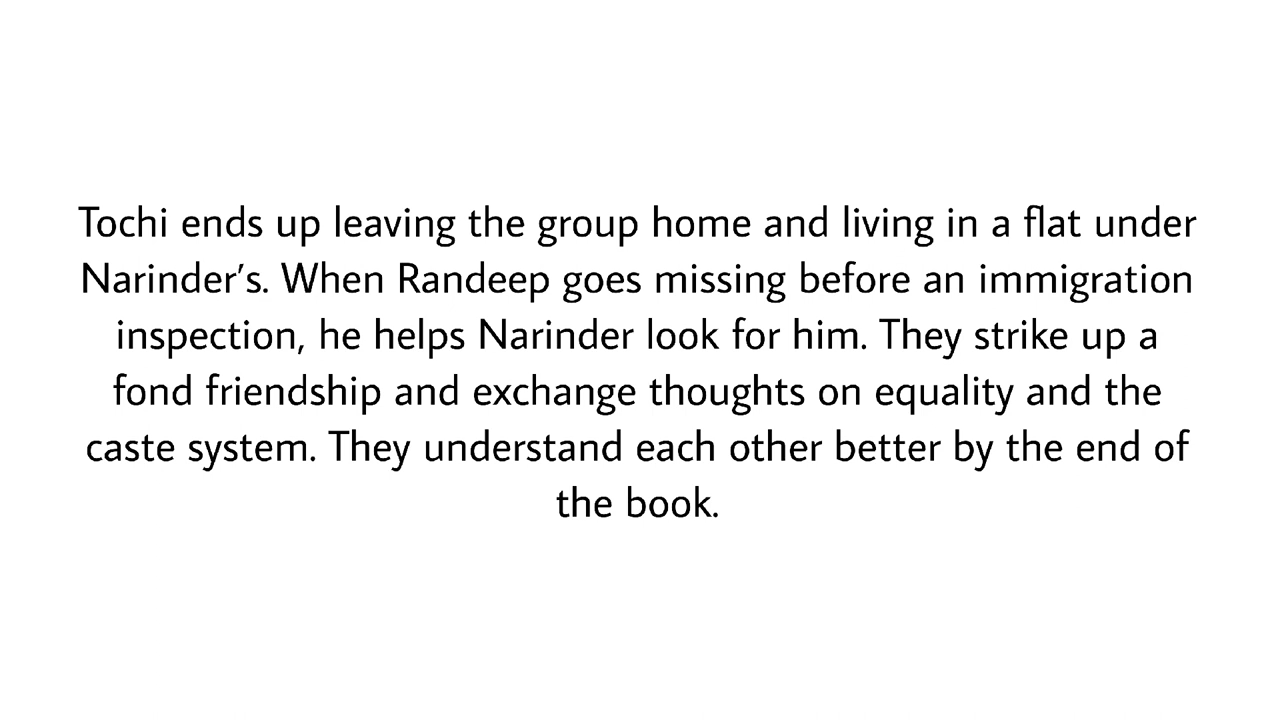 Tochi ends up leaving the group home and living in a flat under
Narinder's. When Randeep goes missing before an immigration
inspection, he helps Narinder look for him. They strike up a
fond friendship and exchange thoughts on equality and the
caste system. They understand each other better by the end of
the book.